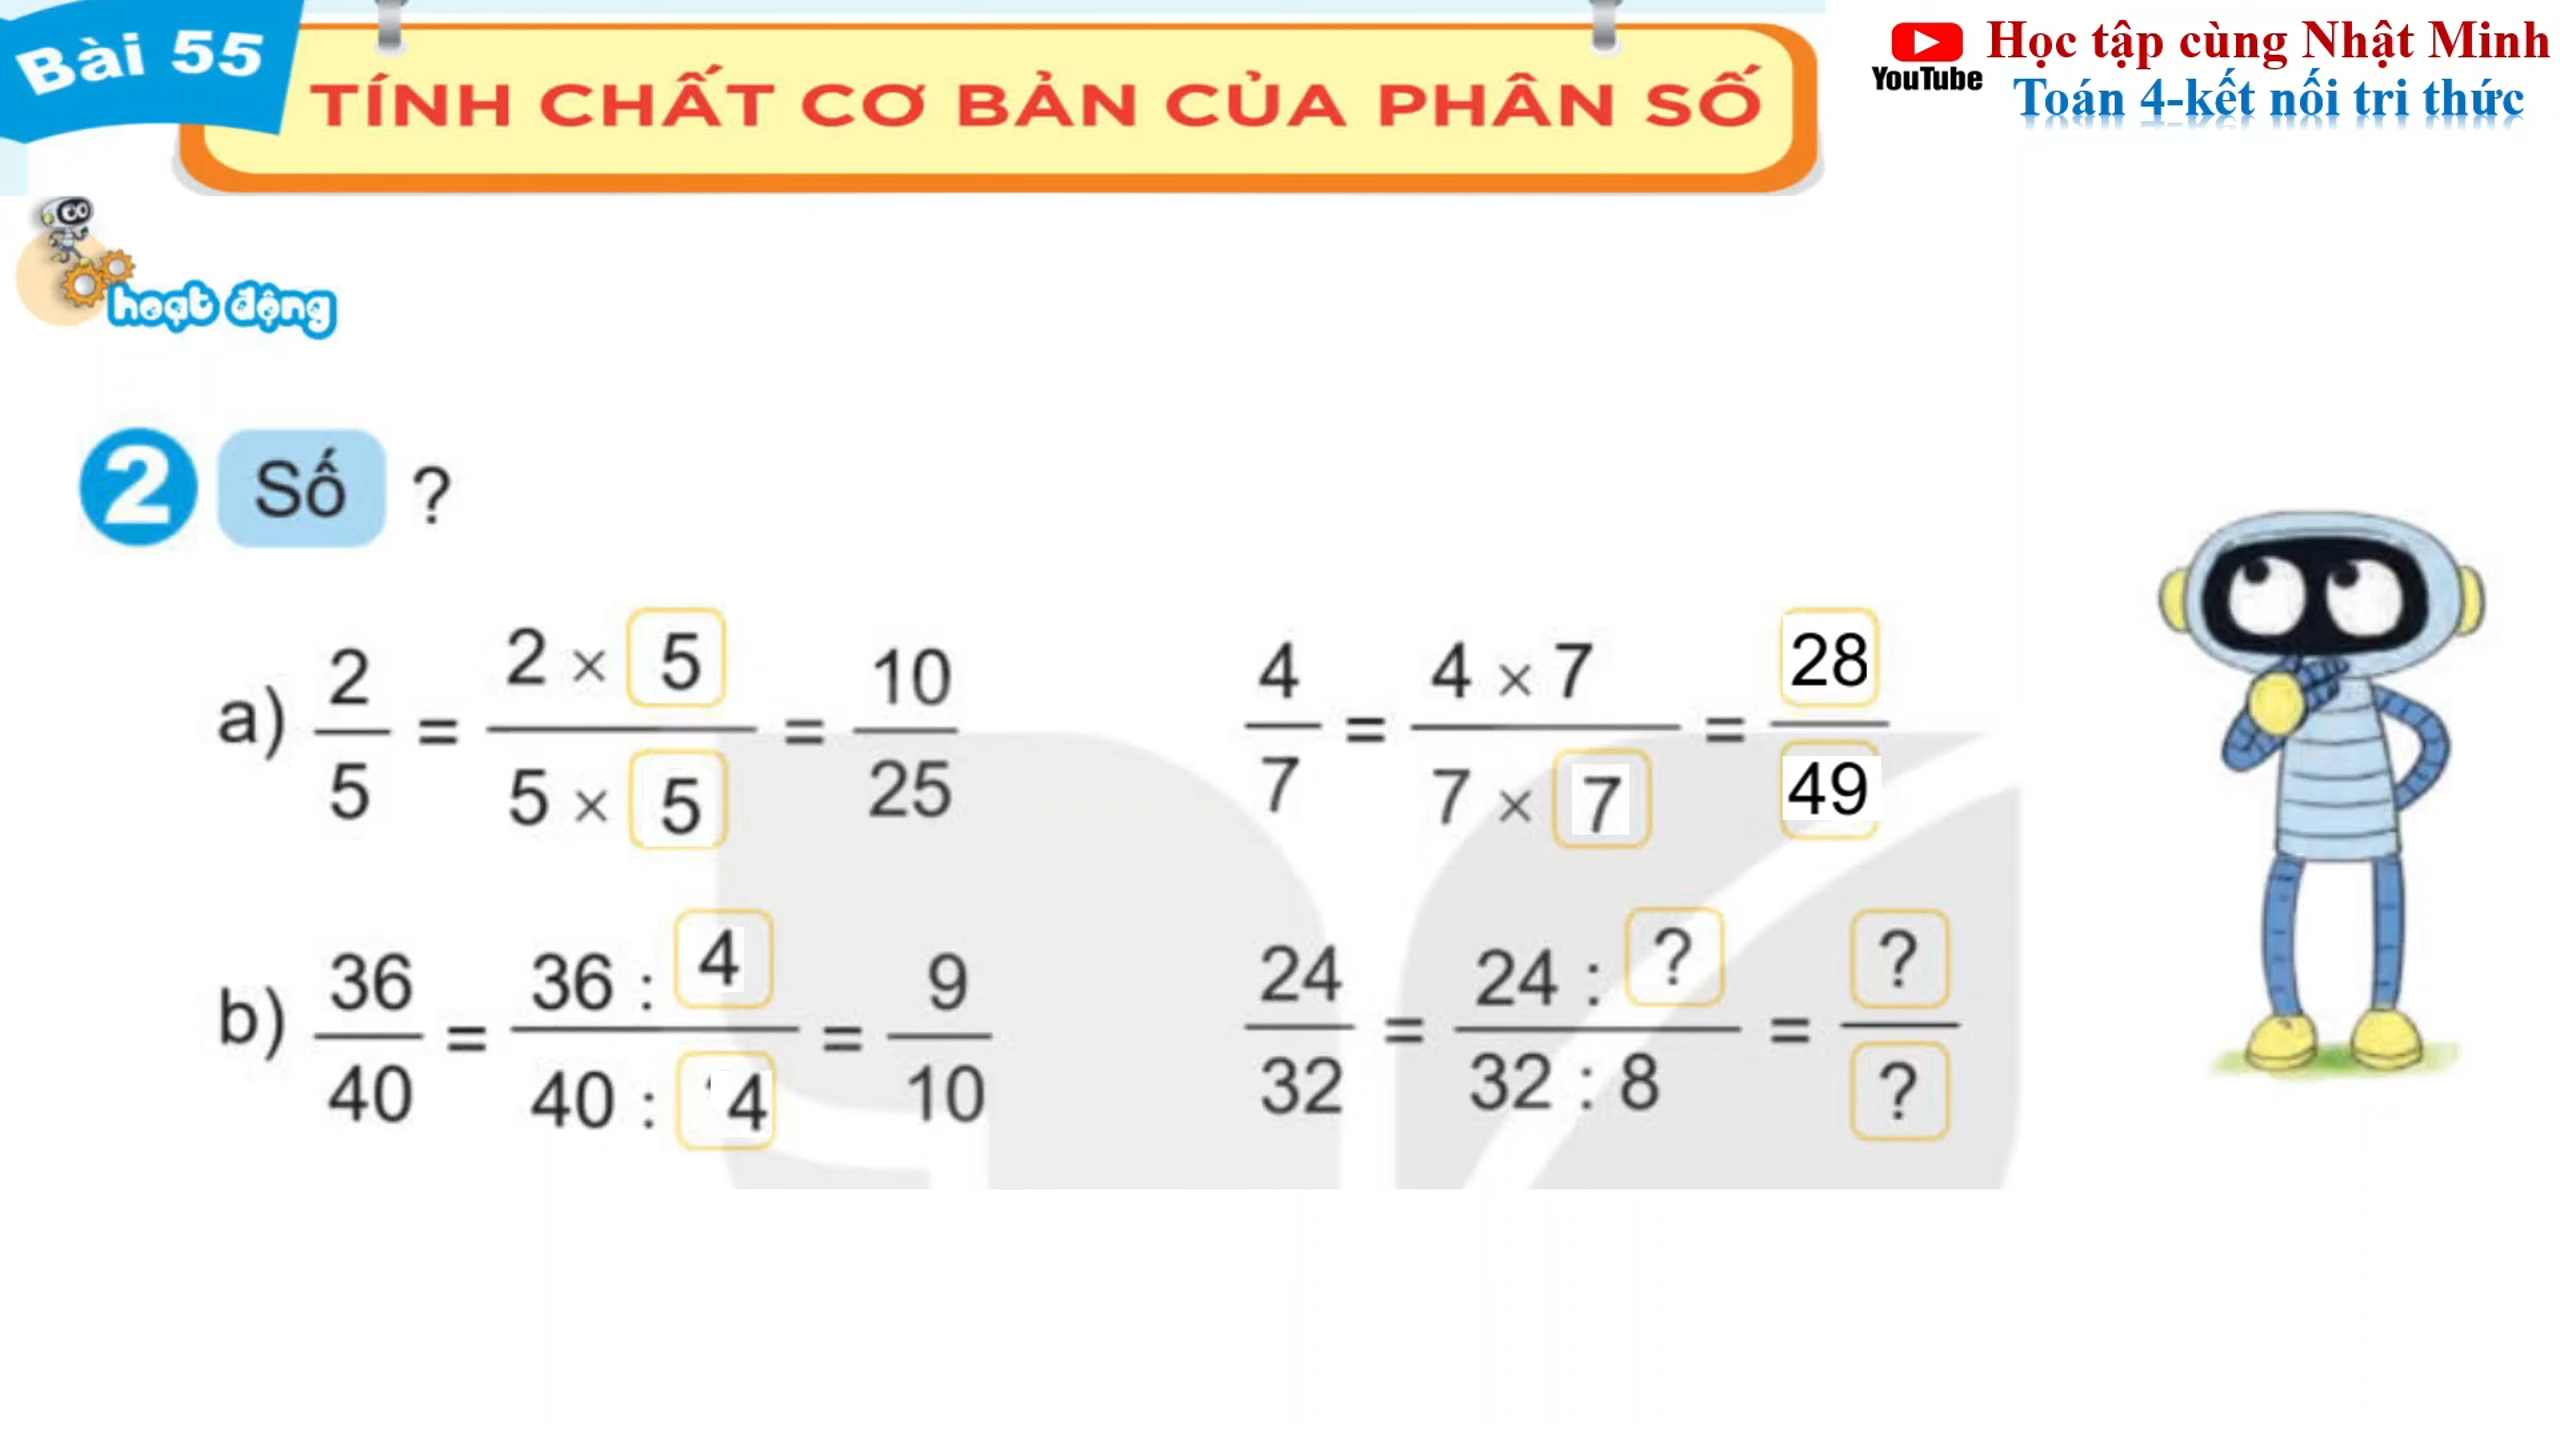 Bài 55
TÍNH CHẤT CƠ BẢN CỦA PHÂN SỐ
YouTube
Học tập cùng Nhật Minh
Toán 4-kết nối tri thức
hoạt động
2 Số ?
a) 2/5 = 2 × 5 / 5 × 5 = 10/25
4/7 = 4 × 7 / 7 × 7 = 28/49
b) 36/40 = 36 : 4 / 40 : 4 = 9/10
24/32 = 24 : ? / 32 : 8 = ?/?